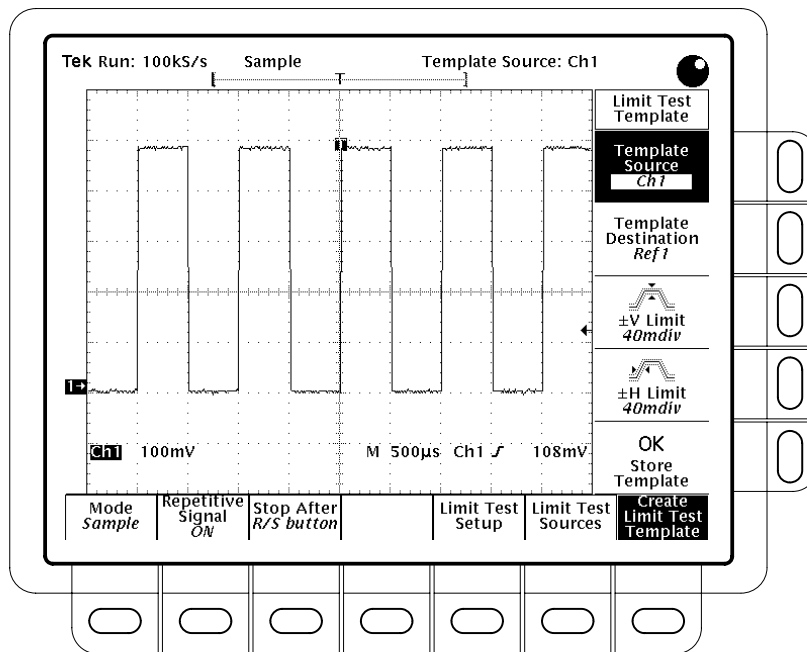 Tek Run: 100kS/s Sample Template Source: Ch1
T
Limit Test
Template
Template
Source
Ch1
Template
Destination
Ref1
±V Limit
40mdiv
±H Limit
40mdiv
OK
Store
Template
T
1→
Ch1 100mV M 500µs Ch1 108mV
Mode
Sample
Repetitive
Signal
ON
Stop After
R/S button
Limit Test
Setup
Limit Test
Sources
Create
Limit Test
Template